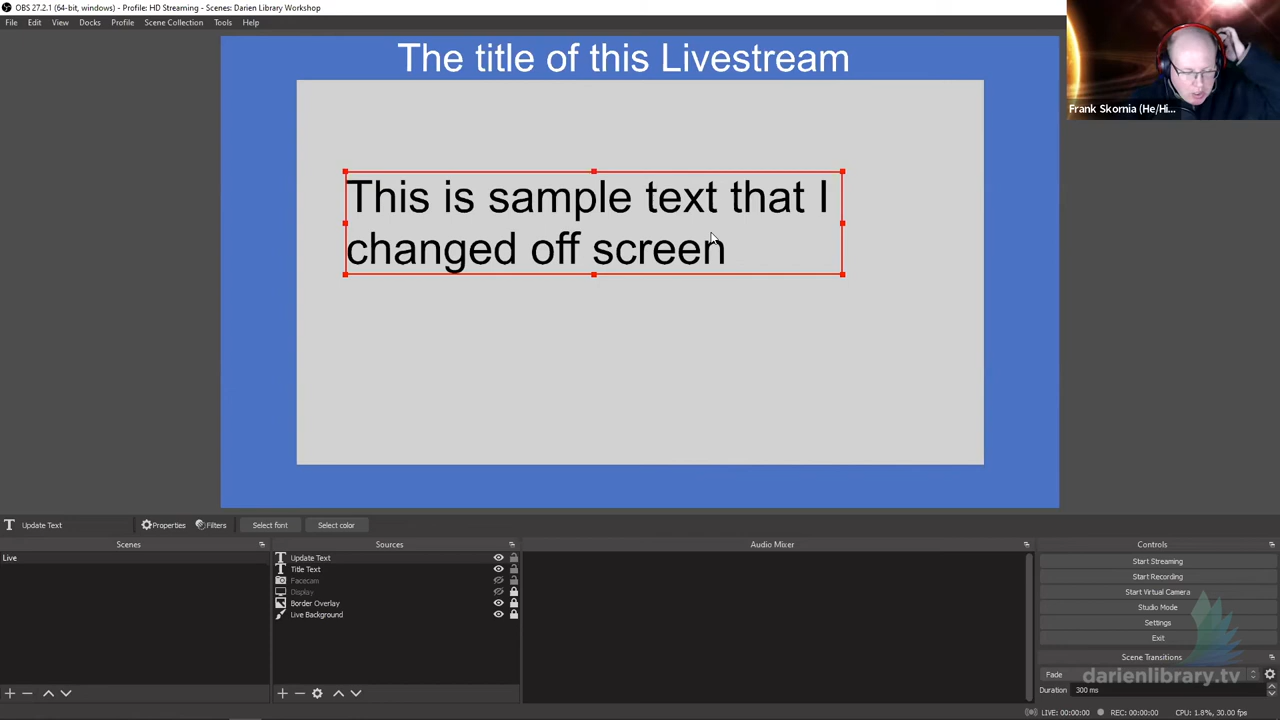 OBS 27.2.1 (64-bit, windows) - Profile: HD Streaming - Scenes: Darien Library Workshop
File Edit View Docks Profile Scene Collection Tools Help
The title of this Livestream
Frank Skornia (He/Hi...
This is sample text that I
changed off screen
Update Text Properties Filters Select font Select color
Scenes Sources Audio Mixer Controls
Live
Update Text
Title Text
Facecam
Display
Border Overlay
Live Background
Start Streaming
Start Recording
Start Virtual Camera
Studio Mode
Settings
Exit
Scene Transitions
Fade
darienlibrary.tv
Duration 300 ms
LIVE: 00:00:00 REC: 00:00:00 CPU: 1.8%, 30.00 fps